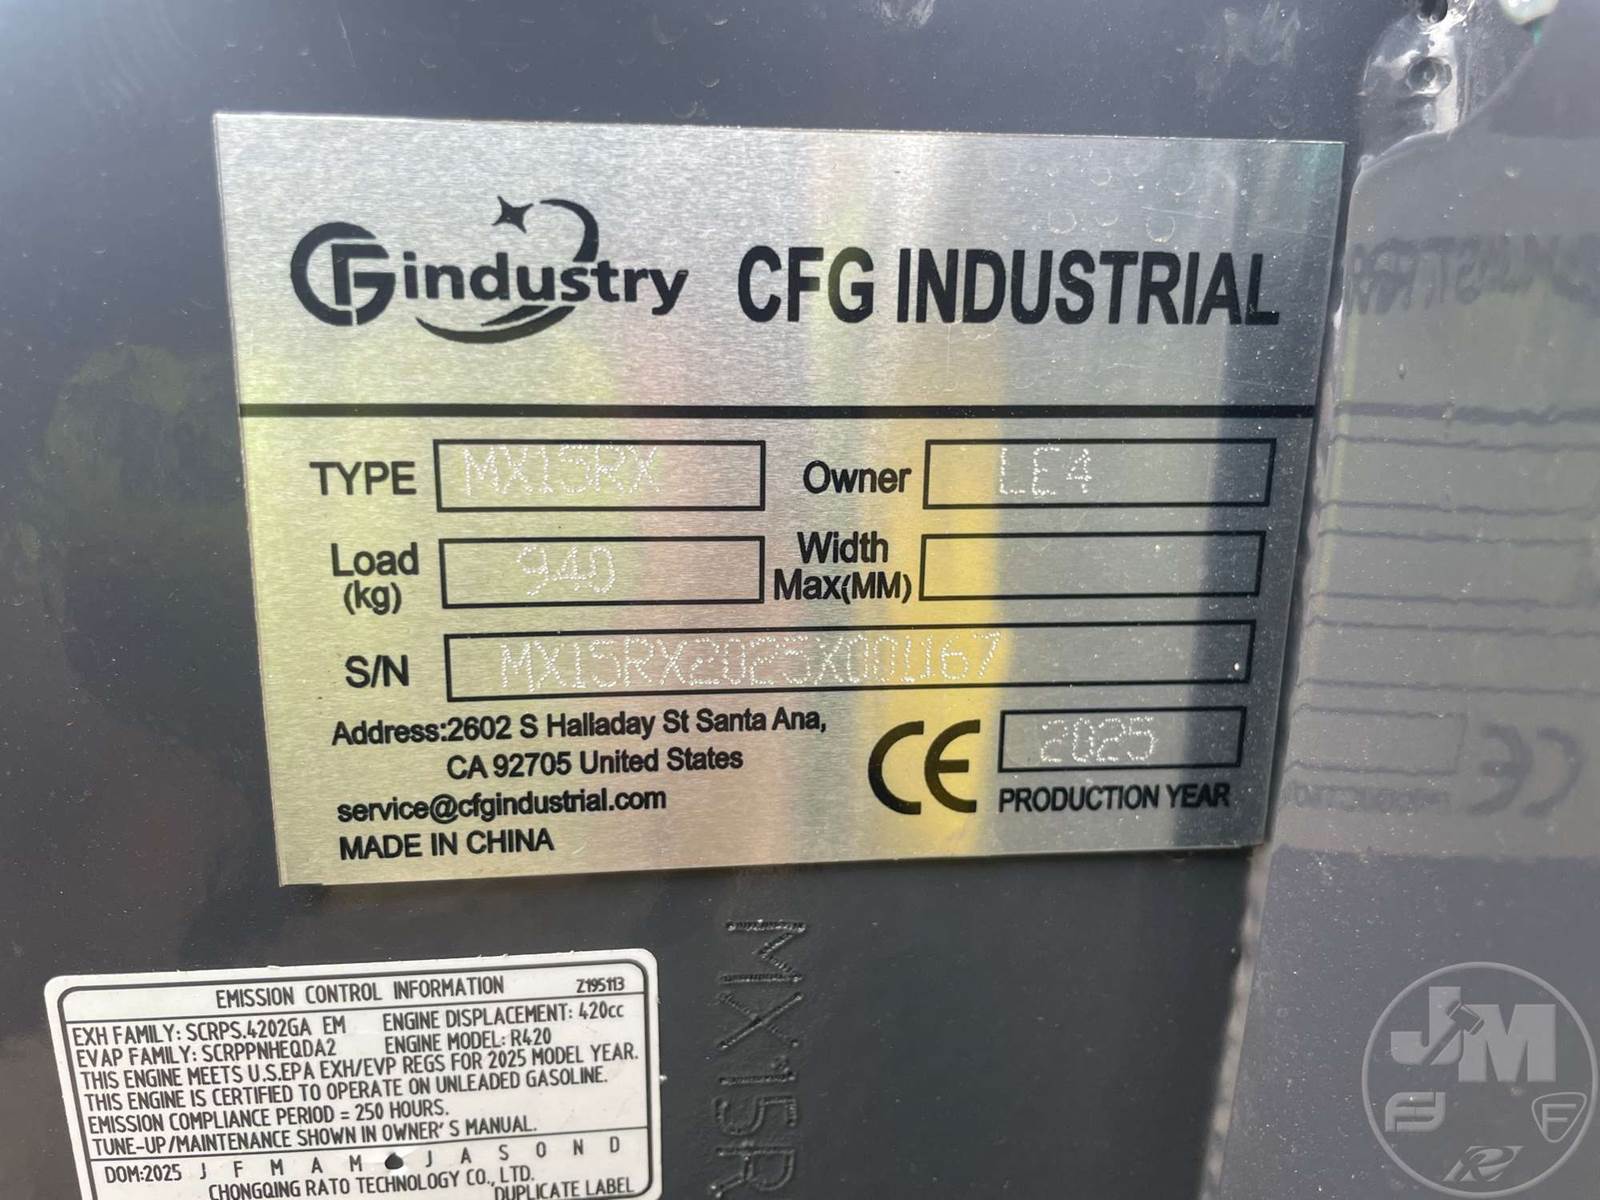 CFG industry
CFG INDUSTRIAL
TYPE MX15RX Owner LE4
Load (kg) 940 Width Max(MM)
S/N MX15RX2025X001167
Address:2602 S Halladay St Santa Ana,
CA 92705 United States
service@cfgindustrial.com
MADE IN CHINA
CE 2025
PRODUCTION YEAR
MX15R
EMISSION CONTROL INFORMATION Z195113
EXH FAMILY: SCRPS.4202GA EM ENGINE DISPLACEMENT: 420cc
EVAP FAMILY: SCRPPNHEQDA2 ENGINE MODEL: R420
THIS ENGINE MEETS U.S.EPA EXH/EVP REGS FOR 2025 MODEL YEAR.
THIS ENGINE IS CERTIFIED TO OPERATE ON UNLEADED GASOLINE.
EMISSION COMPLIANCE PERIOD = 250 HOURS.
TUNE-UP/MAINTENANCE SHOWN IN OWNER'S MANUAL.
DOM:2025 J F M A M J A S O N D
CHONGQING RATO TECHNOLOGY CO., LTD.
DUPLICATE LABEL
JM